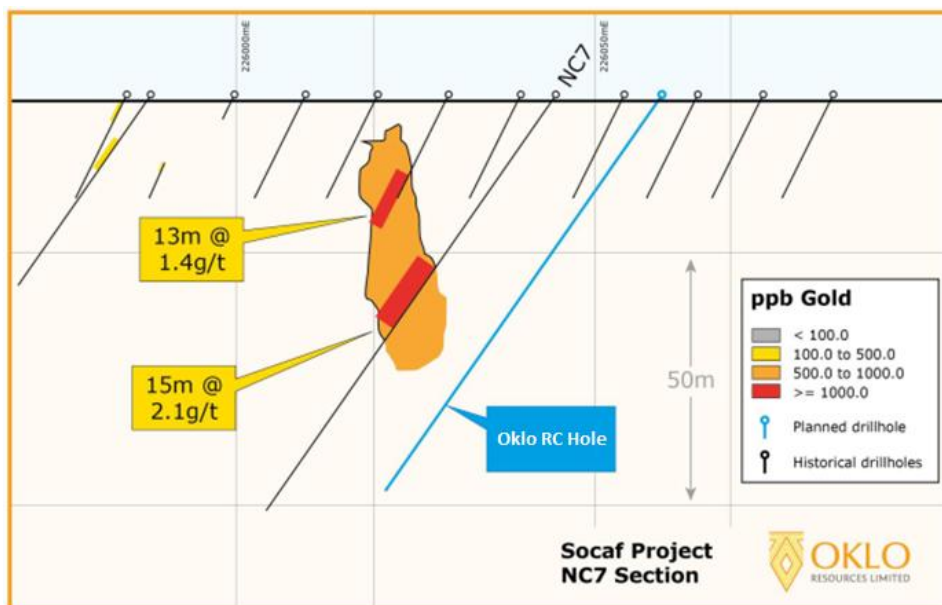 226000mE
226050mE
NC7
13m @
1.4g/t
15m @
2.1g/t
Oklo RC Hole
50m
ppb Gold
< 100.0
100.0 to 500.0
500.0 to 1000.0
>= 1000.0
Planned drillhole
Historical drillholes
Socaf Project
NC7 Section
OKLO
RESOURCES LIMITED